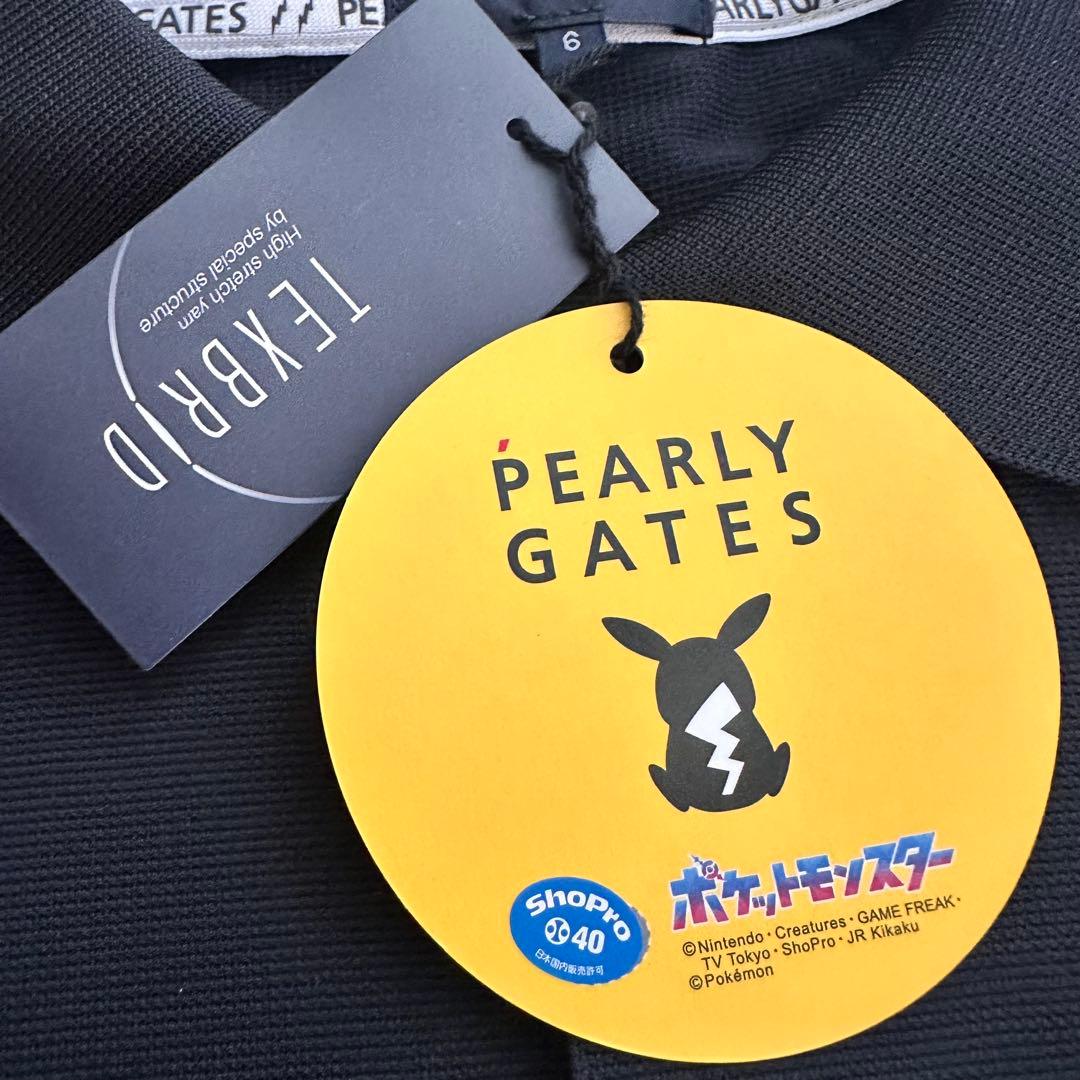 GATES PE
ARLYGA
6
TEXBRID
High stretch yarn
by special structure
PEARLY
GATES
ShoPro
40
日本国内販売許可
ポケットモンスター
©Nintendo・Creatures・GAME FREAK・
TV Tokyo・ShoPro・JR Kikaku
©Pokémon